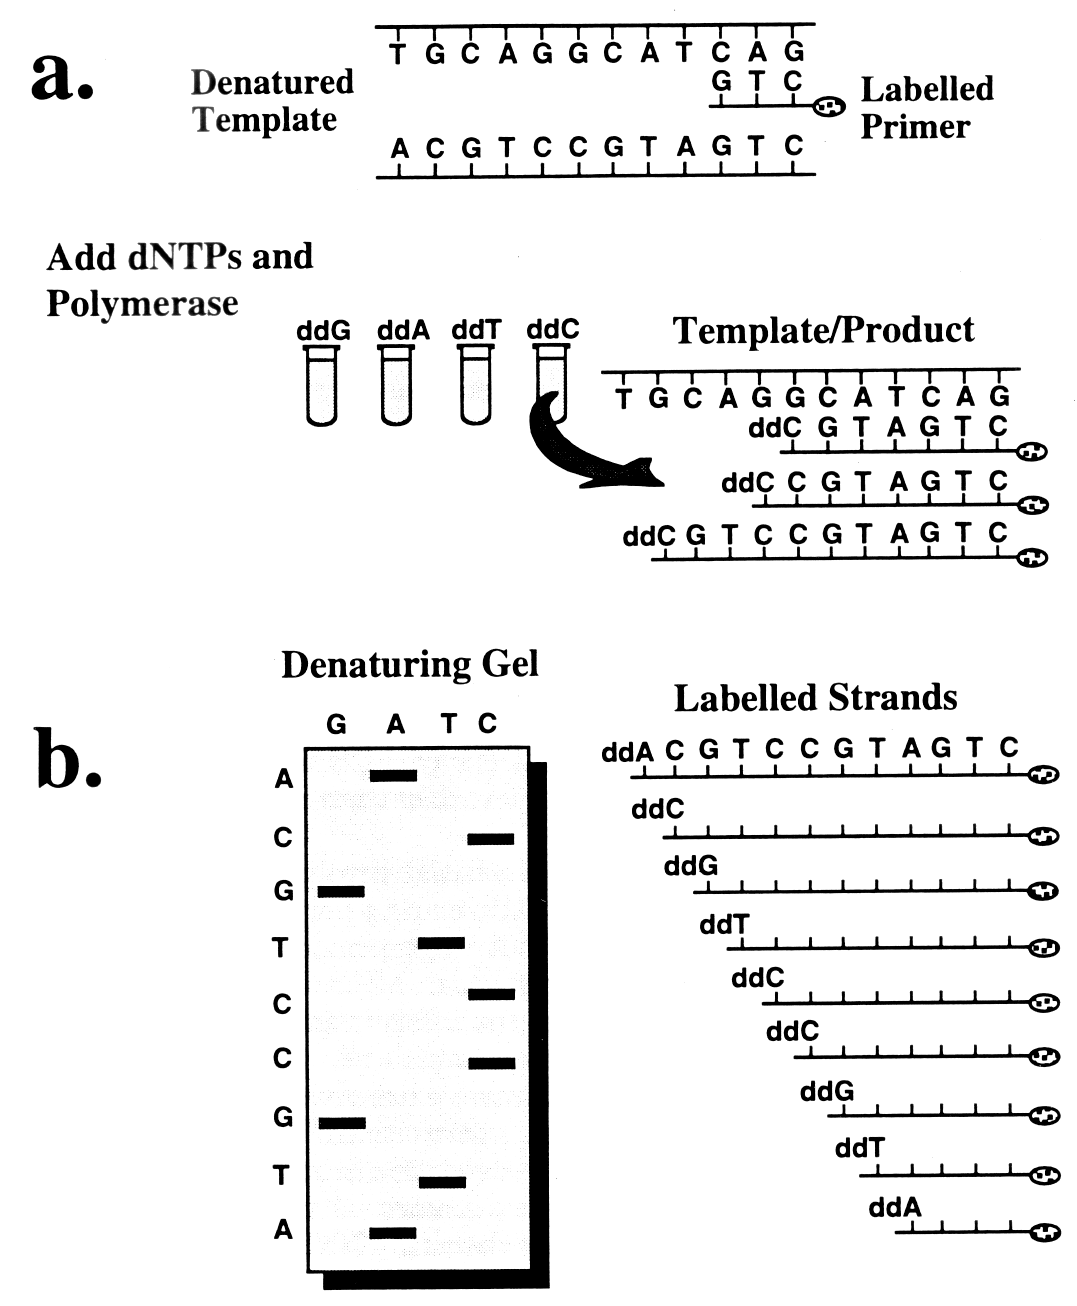 a.
Denatured
Template
T G C A G G C A T C A G
G T C
Labelled
Primer
A C G T C C G T A G T C
Add dNTPs and
Polymerase
ddG ddA ddT ddC
Template/Product
T G C A G G C A T C A G
ddC G T A G T C
ddC C G T A G T C
ddC G T C C G T A G T C
b.
Denaturing Gel
G A T C
A
C
G
T
C
C
G
T
A
Labelled Strands
ddA C G T C C G T A G T C
ddC
ddG
ddT
ddC
ddC
ddG
ddT
ddA